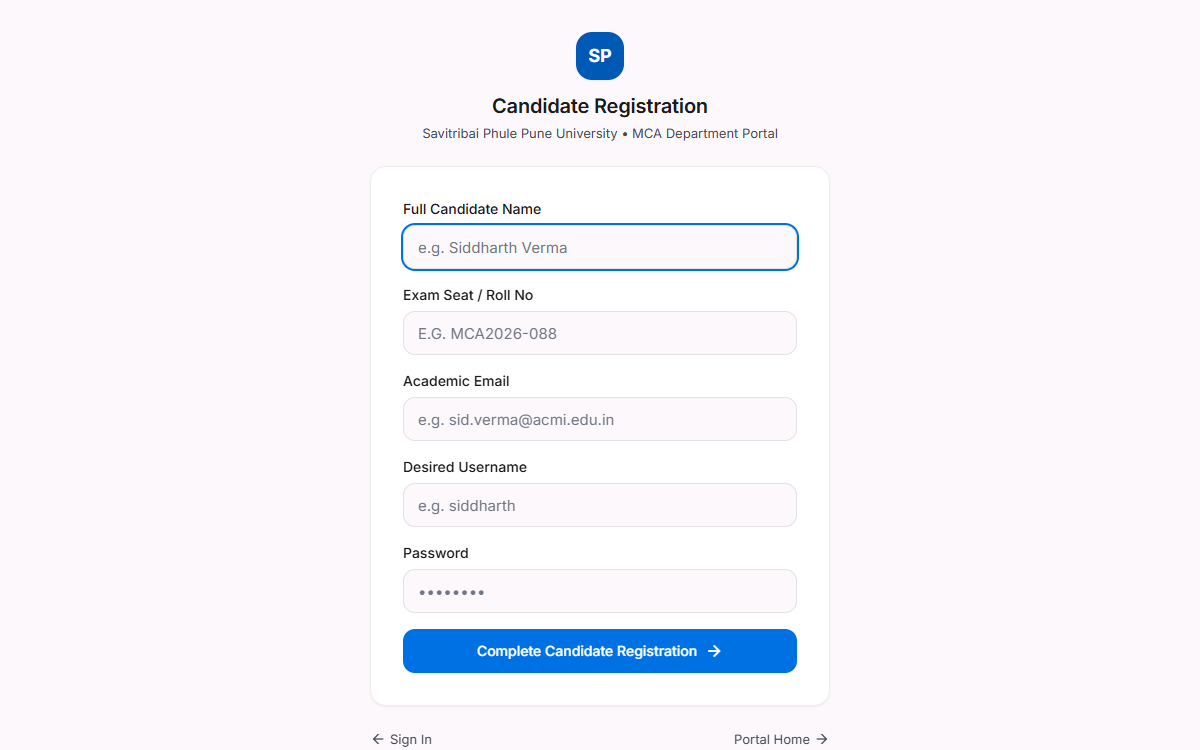 SP
Candidate Registration
Savitribai Phule Pune University • MCA Department Portal
Full Candidate Name
e.g. Siddharth Verma
Exam Seat / Roll No
E.G. MCA2026-088
Academic Email
e.g. sid.verma@acmi.edu.in
Desired Username
e.g. siddharth
Password
••••••••
Complete Candidate Registration →
← Sign In
Portal Home →